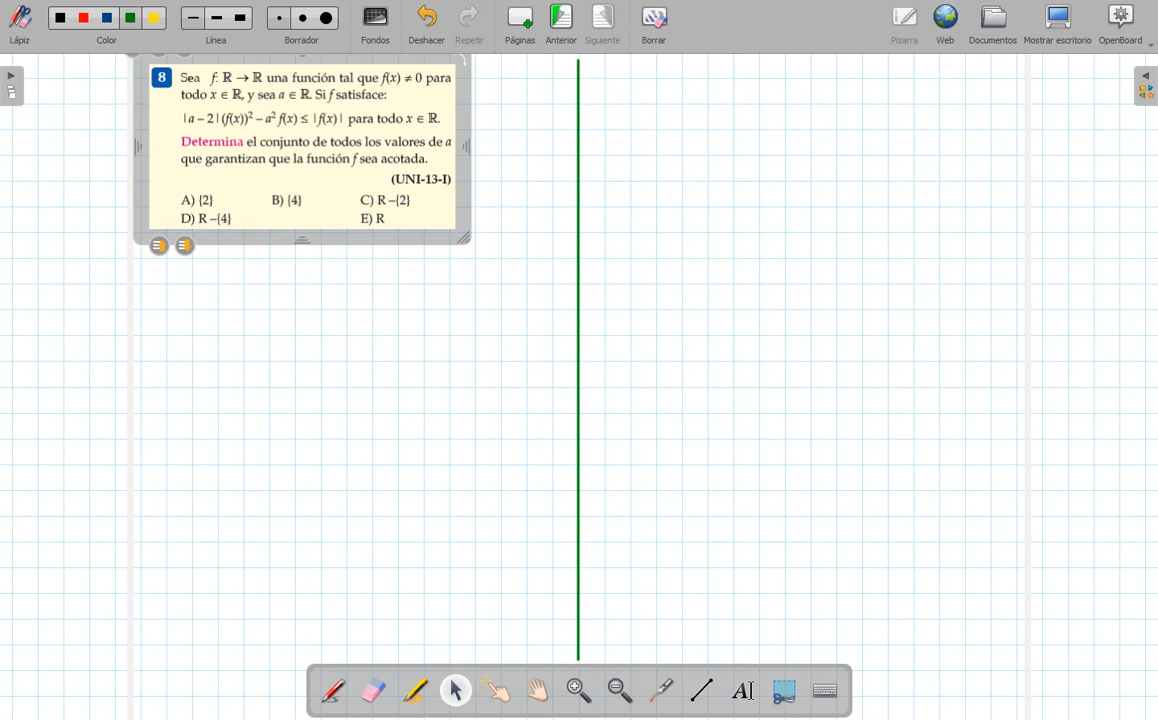 Lápiz Color Línea Borrador Fondos Deshacer Repetir Páginas Anterior Siguiente Borrar Pizarra Web Documentos Mostrar escritorio OpenBoard
8 Sea f: ℝ → ℝ una función tal que f(x) ≠ 0 para
todo x ∈ ℝ, y sea a ∈ ℝ. Si f satisface:
|a – 2|(f(x))² – a² f(x) ≤ |f(x)| para todo x ∈ ℝ.
Determina el conjunto de todos los valores de a
que garantizan que la función f sea acotada.
(UNI-13-I)
A) {2} B) {4} C) R –{2}
D) R –{4} E) R